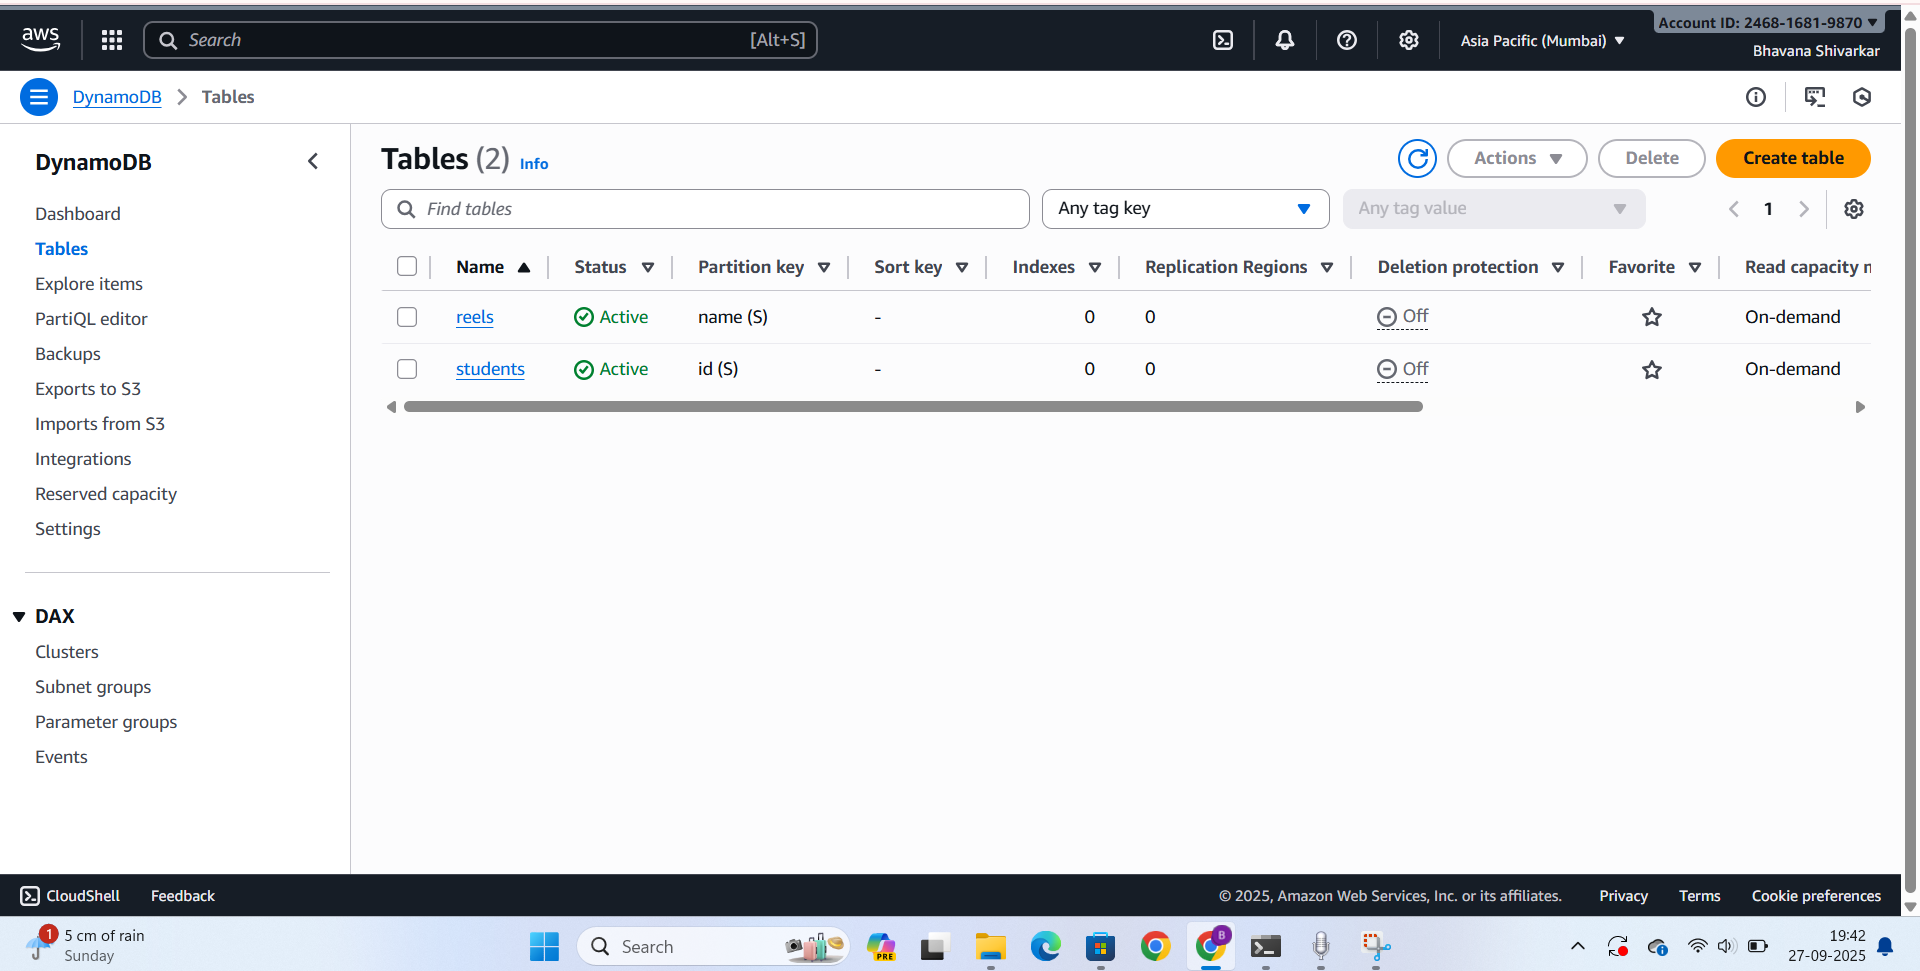 aws
Search [Alt+S]
Asia Pacific (Mumbai)
Account ID: 2468-1681-9870
Bhavana Shivarkar
DynamoDB
Tables
DynamoDB
Dashboard
Tables
Explore items
PartiQL editor
Backups
Exports to S3
Imports from S3
Integrations
Reserved capacity
Settings
DAX
Clusters
Subnet groups
Parameter groups
Events
Tables (2) Info
Actions
Delete
Create table
Find tables
Any tag key
Any tag value
1
Name Status Partition key Sort key Indexes Replication Regions Deletion protection Favorite Read capacity m
reels Active name (S) - 0 0 Off On-demand
students Active id (S) - 0 0 Off On-demand
CloudShell Feedback © 2025, Amazon Web Services, Inc. or its affiliates. Privacy Terms Cookie preferences
1
5 cm of rain
Sunday
Search
PRE
B
19:42
27-09-2025